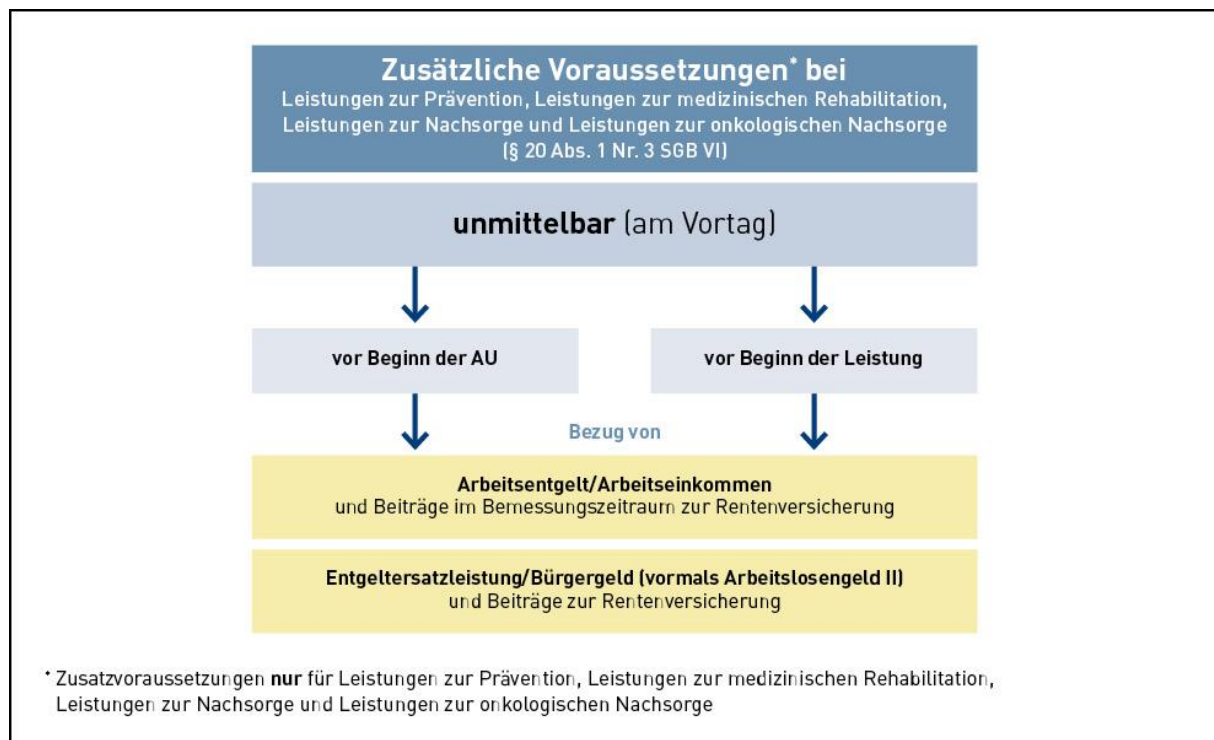 Zusätzliche Voraussetzungen* bei
Leistungen zur Prävention, Leistungen zur medizinischen Rehabilitation,
Leistungen zur Nachsorge und Leistungen zur onkologischen Nachsorge
(§ 20 Abs. 1 Nr. 3 SGB VI)
unmittelbar (am Vortag)
vor Beginn der AU
vor Beginn der Leistung
Bezug von
Arbeitsentgelt/Arbeitseinkommen
und Beiträge im Bemessungszeitraum zur Rentenversicherung
Entgeltersatzleistung/Bürgergeld (vormals Arbeitslosengeld II)
und Beiträge zur Rentenversicherung
* Zusatzvoraussetzungen nur für Leistungen zur Prävention, Leistungen zur medizinischen Rehabilitation,
Leistungen zur Nachsorge und Leistungen zur onkologischen Nachsorge